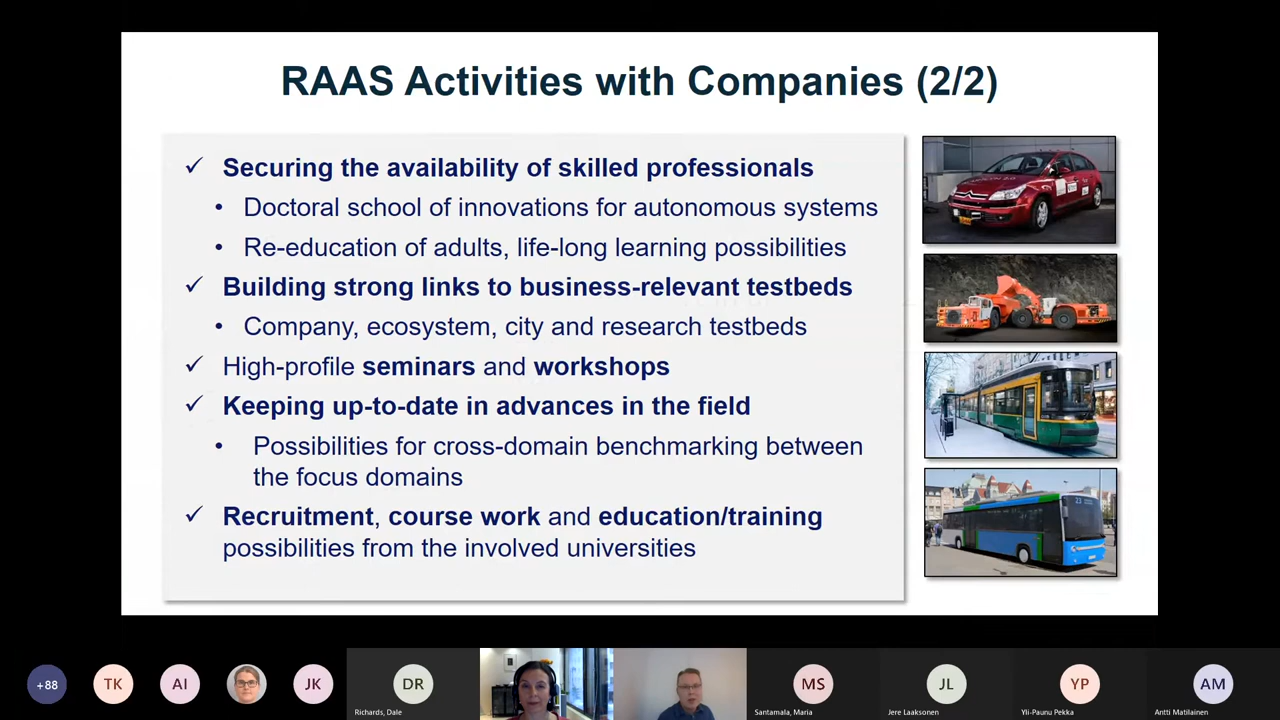 RAAS Activities with Companies (2/2)
✓ Securing the availability of skilled professionals
• Doctoral school of innovations for autonomous systems
• Re-education of adults, life-long learning possibilities
✓ Building strong links to business-relevant testbeds
• Company, ecosystem, city and research testbeds
✓ High-profile seminars and workshops
✓ Keeping up-to-date in advances in the field
• Possibilities for cross-domain benchmarking between
the focus domains
✓ Recruitment, course work and education/training
possibilities from the involved universities
23
+88
TK
AI
JK
DR
MS
JL
YP
AM
Richards, Dale
Santamala, Maria
Jere Laaksonen
Yli-Paunu Pekka
Antti Matilainen